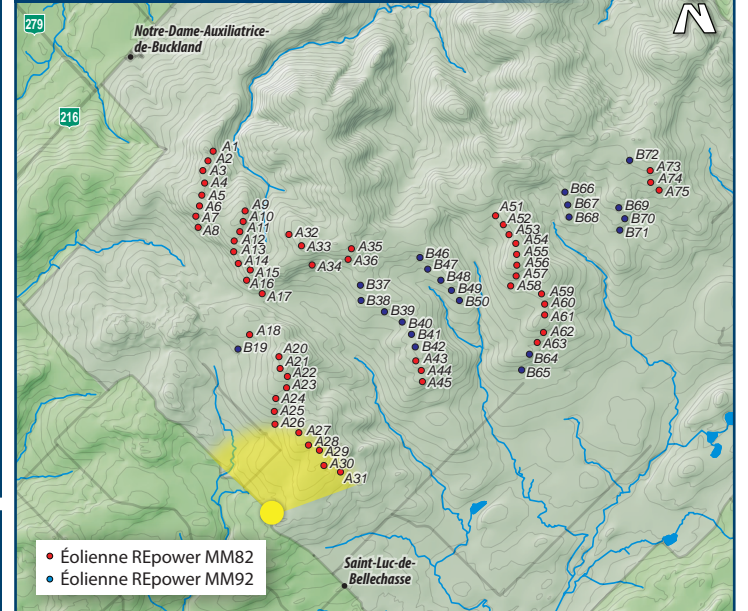 279
Notre-Dame-Auxiliatrice-
de-Buckland
N
216
A1
A2
A3
A4
A5
A6
A7
A8
A9
A10
A11
A12
A13
A14
A15
A16
A17
A18
B19
A20
A21
A22
A23
A24
A25
A26
A27
A28
A29
A30
A31
A32
A33
A34
A35
A36
B37
B38
B39
B40
B41
B42
A43
A44
A45
B46
B47
B48
B49
B50
A51
A52
A53
A54
A55
A56
A57
A58
A59
A60
A61
A62
A63
B64
B65
B66
B67
B68
B69
B70
B71
B72
A73
A74
A75
Éolienne REpower MM82
Éolienne REpower MM92
Saint-Luc-de-
Bellechasse